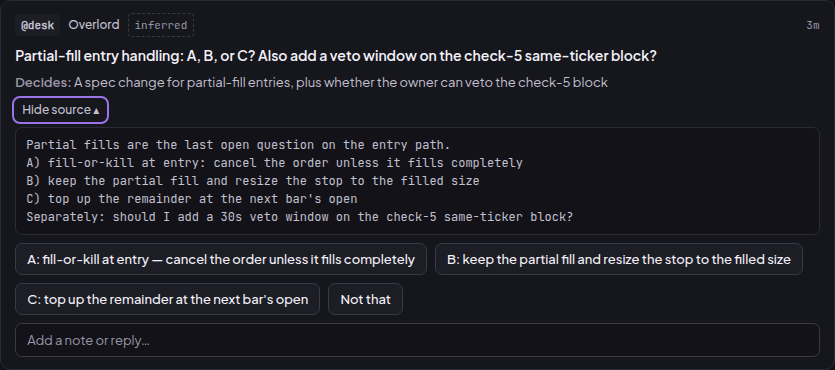 @desk Overlord inferred 3m
Partial-fill entry handling: A, B, or C? Also add a veto window on the check-5 same-ticker block?
Decides: A spec change for partial-fill entries, plus whether the owner can veto the check-5 block
Hide source ▴
Partial fills are the last open question on the entry path.
A) fill-or-kill at entry: cancel the order unless it fills completely
B) keep the partial fill and resize the stop to the filled size
C) top up the remainder at the next bar's open
Separately: should I add a 30s veto window on the check-5 same-ticker block?
A: fill-or-kill at entry — cancel the order unless it fills completely
B: keep the partial fill and resize the stop to the filled size
C: top up the remainder at the next bar's open
Not that
Add a note or reply...